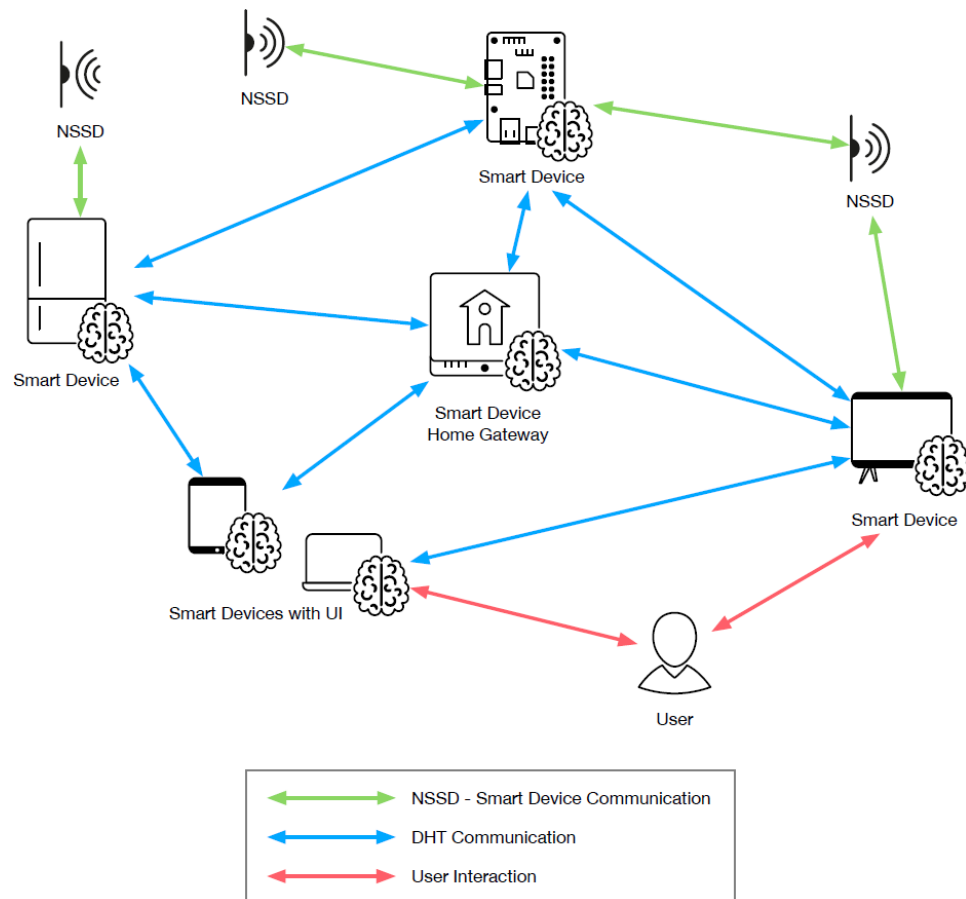 NSSD
NSSD
Smart Device
NSSD
Smart Device
Smart Device
Home Gateway
Smart Device
Smart Devices with UI
User
NSSD - Smart Device Communication
DHT Communication
User Interaction